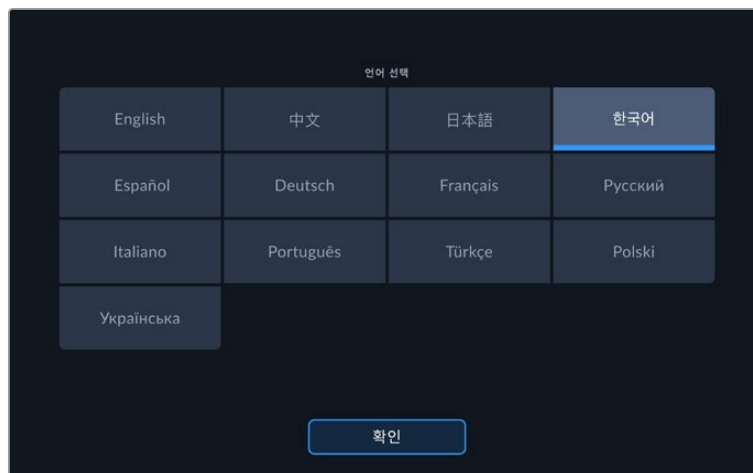 언어 선택
English 中文 日本語 한국어
Español Deutsch Français Русский
Italiano Português Türkçe Polski
Українська
확인